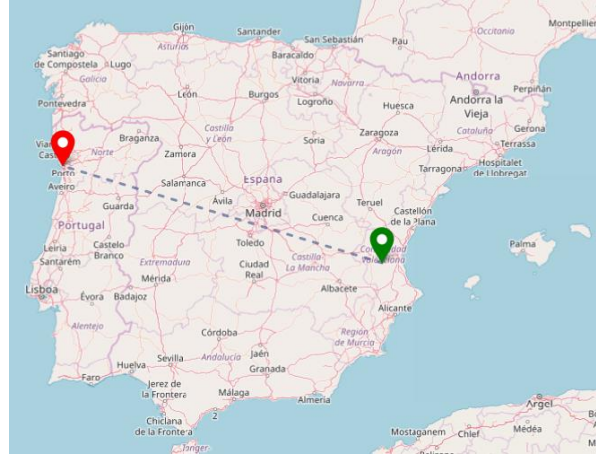 Gijón
Santander
San Sebastián
Montpellier
Occitania
Pau
Asturias
Baracaldo
Santiago
de Compostela
Lugo
Galicia
Vitoria
Navarra
Andorra
Perpiñán
León
Burgos
Logroño
Huesca
Andorra la
Vieja
Pontevedra
Castilla
y León
Soria
Zaragoza
Cataluña
Gerona
Braganza
Norte
Zamora
Aragón
Lérida
Terrassa
Hospitalet
de Llobregat
Tarragona
Porto
Aveiro
Salamanca
España
Guarda
Ávila
Guadalajara
Madrid
Teruel
Castellón
de la Plana
Portugal
Cuenca
Toledo
Palma
Leiria
Castelo
Branco
Extremadura
Santarém
Ciudad
Real
Castilla
La Mancha
Mérida
Albacete
Lisboa
Évora
Badajoz
Alicante
Alentejo
Córdoba
Región
de Murcia
Jaén
Huelva
Sevilla
Andalucía
Granada
Faro
Jerez de
la Frontera
Málaga
Almería
Chiclana
de la Frontera
2
Tánger
Argel
Mostaganem
Chlef
Médéa